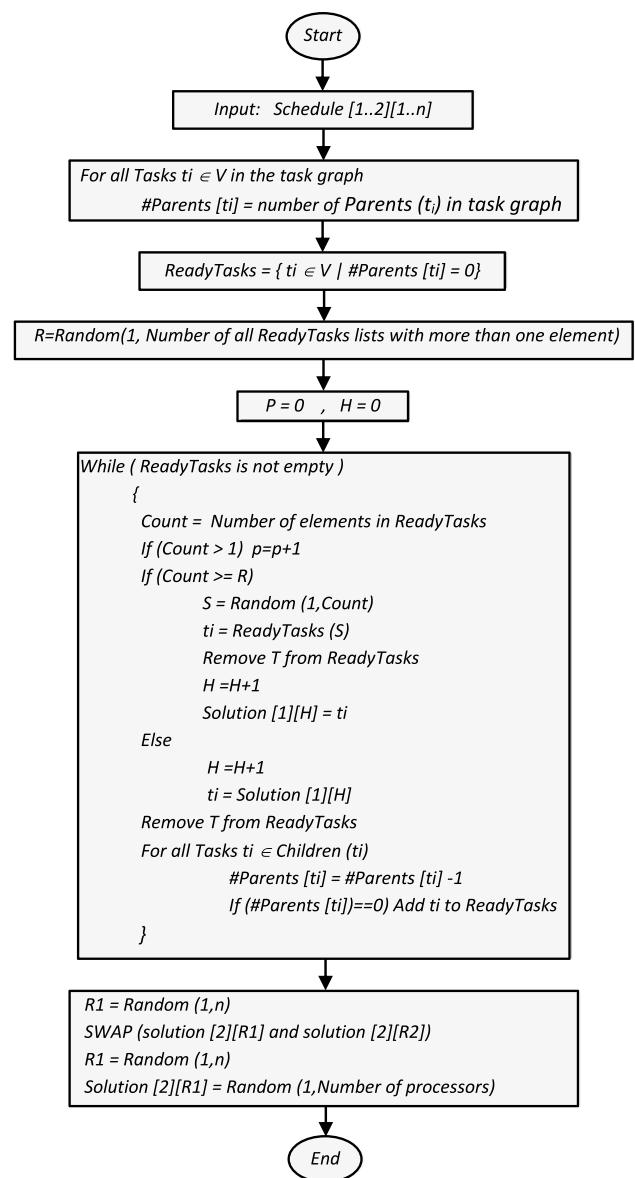 Start
Input: Schedule [1..2][1..n]
For all Tasks ti ∈ V in the task graph
#Parents [ti] = number of Parents (tᵢ) in task graph
ReadyTasks = { ti ∈ V | #Parents [ti] = 0}
R=Random(1, Number of all ReadyTasks lists with more than one element)
P = 0 , H = 0
While ( ReadyTasks is not empty )
{
Count = Number of elements in ReadyTasks
If (Count > 1) p=p+1
If (Count >= R)
S = Random (1,Count)
ti = ReadyTasks (S)
Remove T from ReadyTasks
H =H+1
Solution [1][H] = ti
Else
H =H+1
ti = Solution [1][H]
Remove T from ReadyTasks
For all Tasks ti ∈ Children (ti)
#Parents [ti] = #Parents [ti] -1
If (#Parents [ti])==0) Add ti to ReadyTasks
}
R1 = Random (1,n)
SWAP (solution [2][R1] and solution [2][R2])
R1 = Random (1,n)
Solution [2][R1] = Random (1,Number of processors)
End